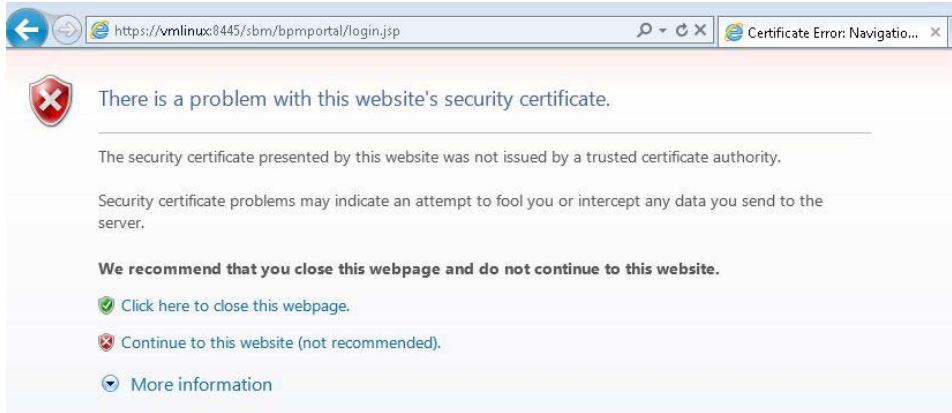 https://vmlinux:8445/sbm/bpmportal/login.jsp
Certificate Error: Navigatio...
There is a problem with this website's security certificate.
The security certificate presented by this website was not issued by a trusted certificate authority.
Security certificate problems may indicate an attempt to fool you or intercept any data you send to the
server.
We recommend that you close this webpage and do not continue to this website.
Click here to close this webpage.
Continue to this website (not recommended).
More information